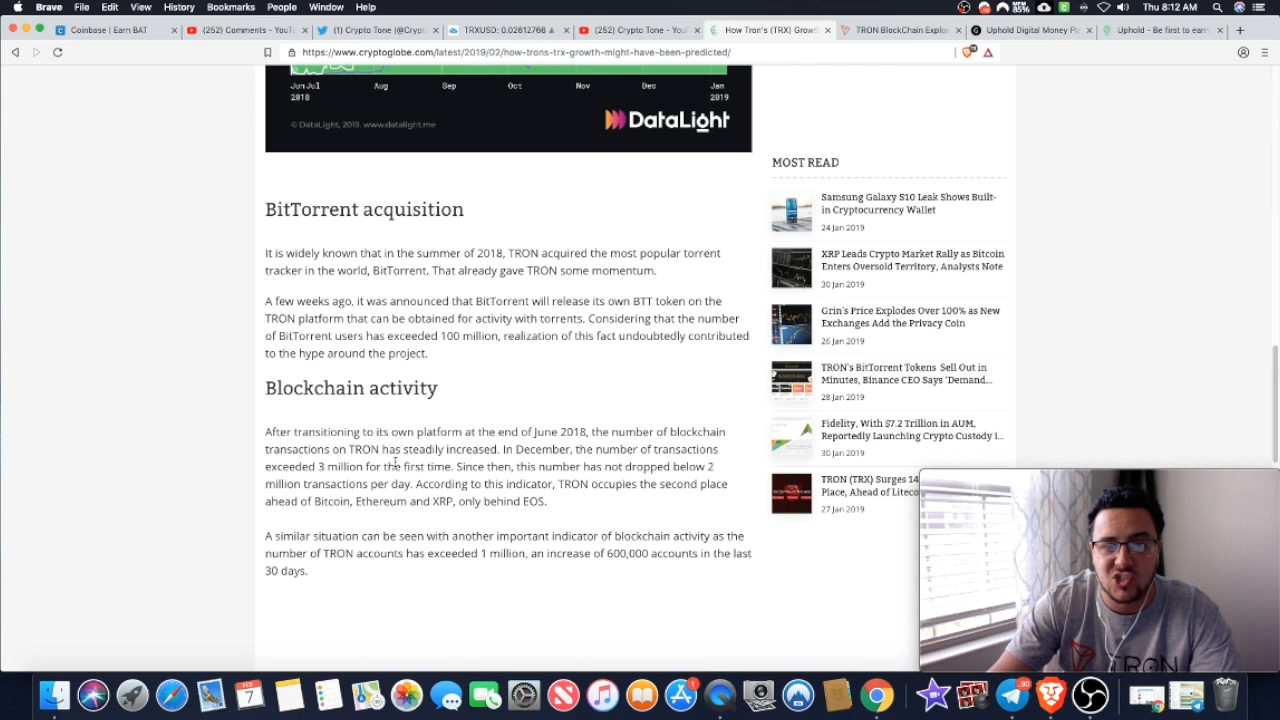 Brave File Edit View History Bookmarks People Window Help
Thu 8:12 AM
Coinbase | Earn BAT
(252) Comments - YouTu
(1) Crypto Tone (@Crypt
TRXUSD: 0.02612766
(252) Crypto Tone - You
How Tron's (TRX) Growt
TRON BlockChain Explo
Uphold Digital Money Pl
Uphold - Be first to earn
https://www.cryptoglobe.com/latest/2019/02/how-trons-trx-growth-might-have-been-predicted/
Jun Jul Aug Sep Oct Nov Dec Jan
2018 2019
© DataLight, 2019. www.datalight.me
DataLight
BitTorrent acquisition
It is widely known that in the summer of 2018, TRON acquired the most popular torrent
tracker in the world, BitTorrent. That already gave TRON some momentum.
A few weeks ago, it was announced that BitTorrent will release its own BTT token on the
TRON platform that can be obtained for activity with torrents. Considering that the number
of BitTorrent users has exceeded 100 million, realization of this fact undoubtedly contributed
to the hype around the project.
Blockchain activity
After transitioning to its own platform at the end of June 2018, the number of blockchain
transactions on TRON has steadily increased. In December, the number of transactions
exceeded 3 million for the first time. Since then, this number has not dropped below 2
million transactions per day. According to this indicator, TRON occupies the second place
ahead of Bitcoin, Ethereum and XRP, only behind EOS.
A similar situation can be seen with another important indicator of blockchain activity as the
number of TRON accounts has exceeded 1 million, an increase of 600,000 accounts in the last
30 days.
MOST READ
Samsung Galaxy S10 Leak Shows Built-
in Cryptocurrency Wallet
24 Jan 2019
XRP Leads Crypto Market Rally as Bitcoin
Enters Oversold Territory, Analysts Note
30 Jan 2019
Grin's Price Explodes Over 100% as New
Exchanges Add the Privacy Coin
26 Jan 2019
TRON's BitTorrent Tokens Sell Out in
Minutes, Binance CEO Says 'Demand...
28 Jan 2019
Fidelity, With $7.2 Trillion in AUM,
Reportedly Launching Crypto Custody i...
30 Jan 2019
TRON (TRX) Surges 14
Place, Ahead of Liteco
27 Jan 2019
TRON
FEB
7
1
80